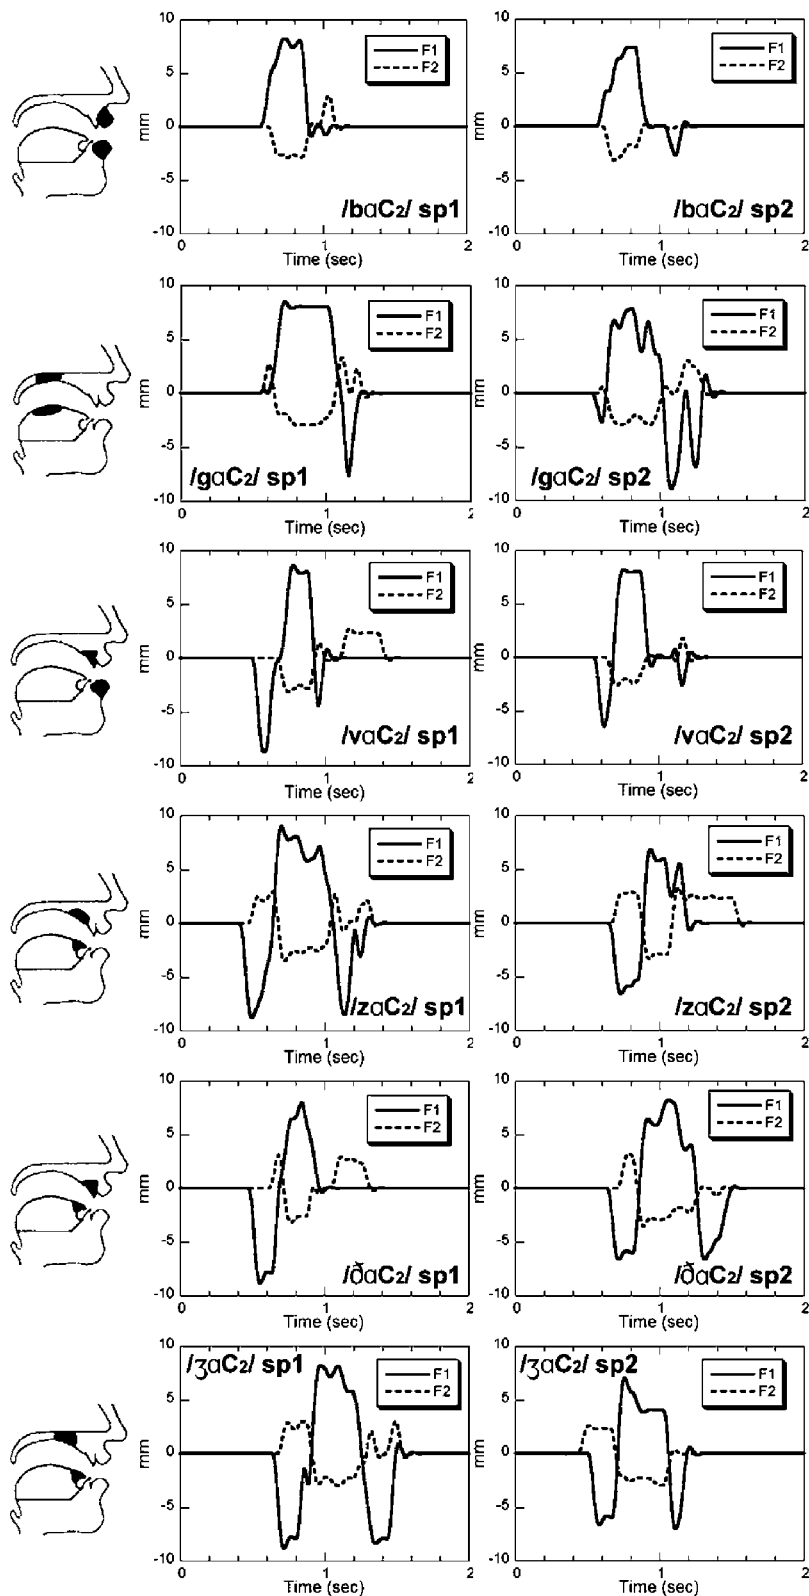 10
5
0
-5
-10
mm
F1
F2
/bɑC₂/ sp1
0 1 2
Time (sec)
10
5
0
-5
-10
mm
F1
F2
/bɑC₂/ sp2
0 1 2
Time (sec)
10
5
0
-5
-10
mm
F1
F2
/gɑC₂/ sp1
0 1 2
Time (sec)
10
5
0
-5
-10
mm
F1
F2
/gɑC₂/ sp2
0 1 2
Time (sec)
10
5
0
-5
-10
mm
F1
F2
/vɑC₂/ sp1
0 1 2
Time (sec)
10
5
0
-5
-10
mm
F1
F2
/vɑC₂/ sp2
0 1 2
Time (sec)
10
5
0
-5
-10
mm
F1
F2
/zɑC₂/ sp1
0 1 2
Time (sec)
10
5
0
-5
-10
mm
F1
F2
/zɑC₂/ sp2
0 1 2
Time (sec)
10
5
0
-5
-10
mm
F1
F2
/ðɑC₂/ sp1
0 1 2
Time (sec)
10
5
0
-5
-10
mm
F1
F2
/ðɑC₂/ sp2
0 1 2
Time (sec)
10
5
0
-5
-10
mm
/ʒɑC₂/ sp1
F1
F2
0 1 2
Time (sec)
10
5
0
-5
-10
mm
/ʒɑC₂/ sp2
F1
F2
0 1 2
Time (sec)